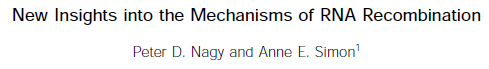 New Insights into the Mechanisms of RNA Recombination
Peter D. Nagy and Anne E. Simon1